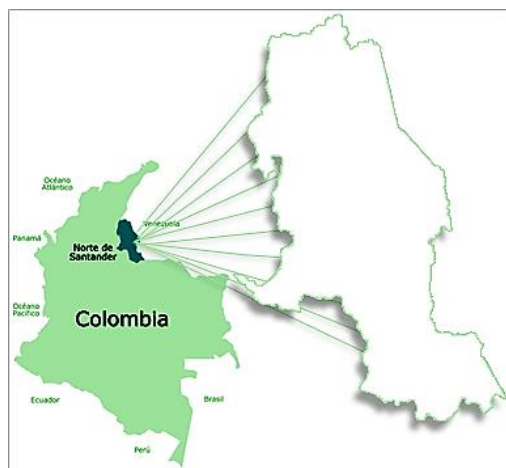 Océano
Atlántico
Venezuela
Panamá
Norte de
Santander
Océano
Pacífico
Colombia
Ecuador
Brasil
Perú